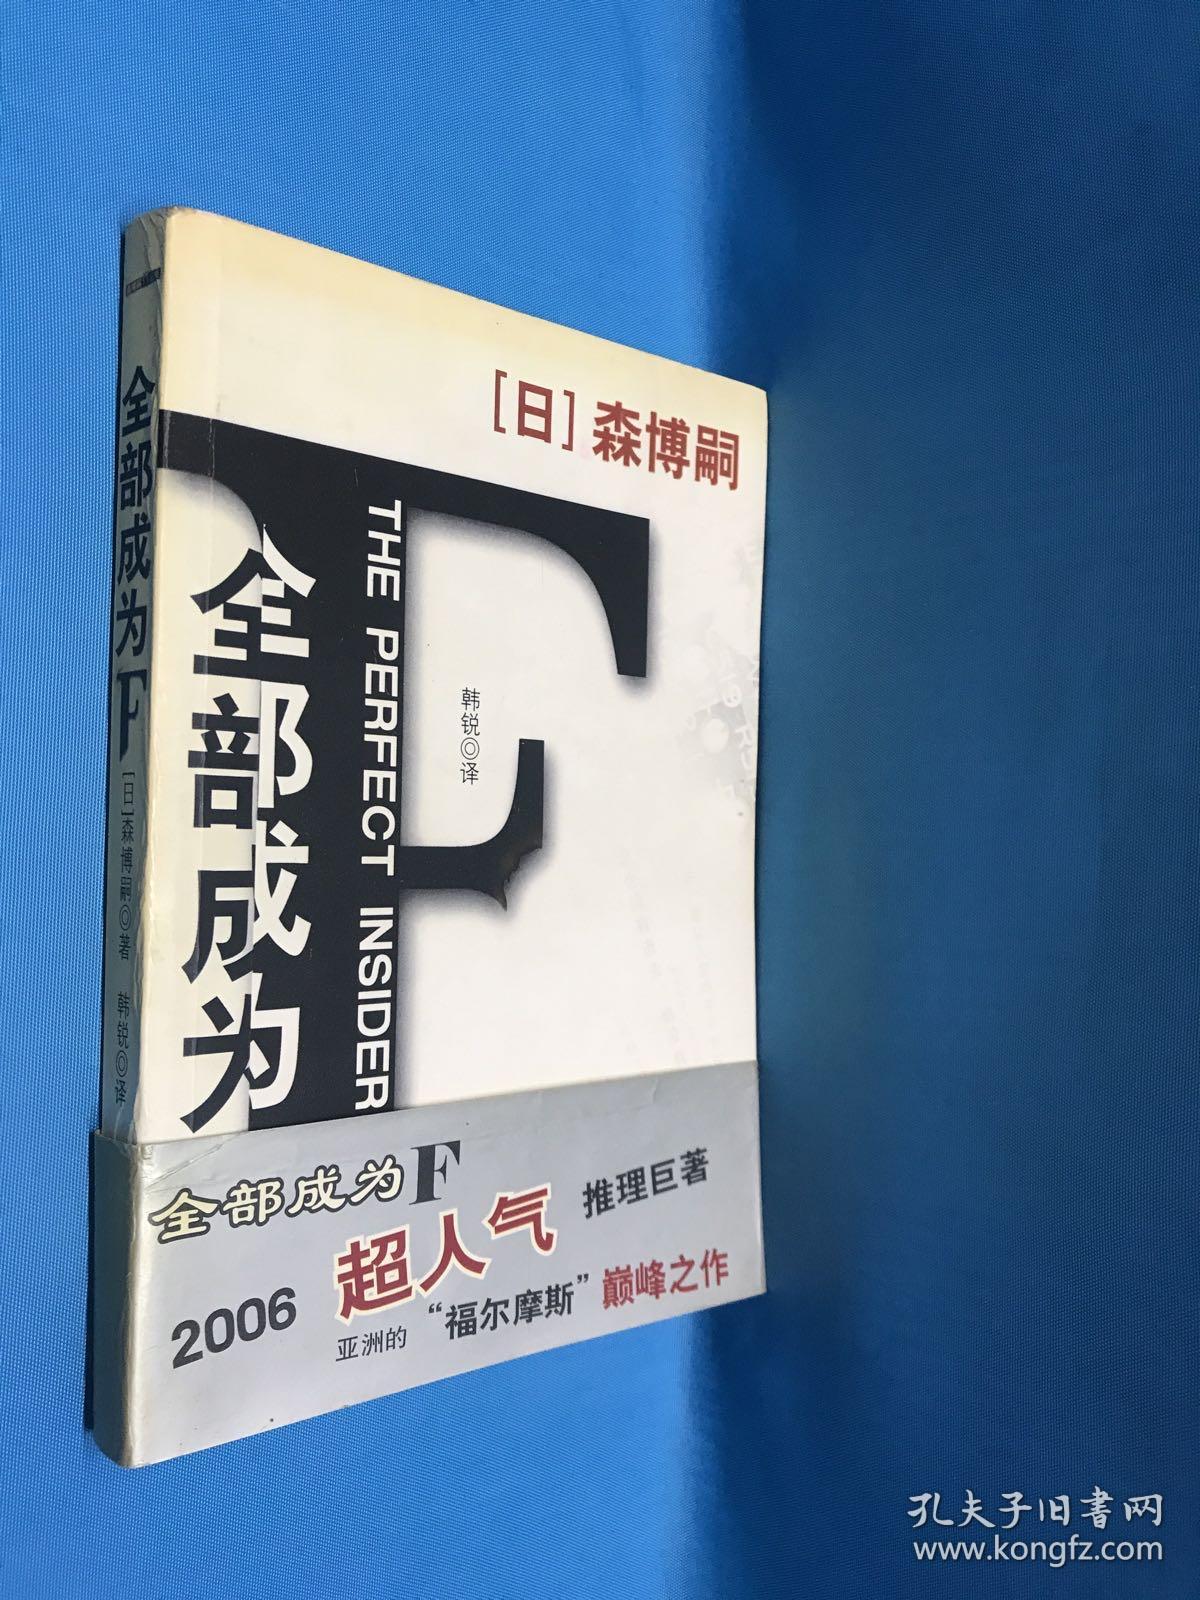 [日]森博嗣
全部成为
F
THE PERFECT INSIDER
韩锐◎译
全部成为F
[日]森博嗣◎著 韩锐◎译
全部成为F
2006 超人气 推理巨著
亚洲的“福尔摩斯”巅峰之作
孔夫子旧书网
www.kongfz.com